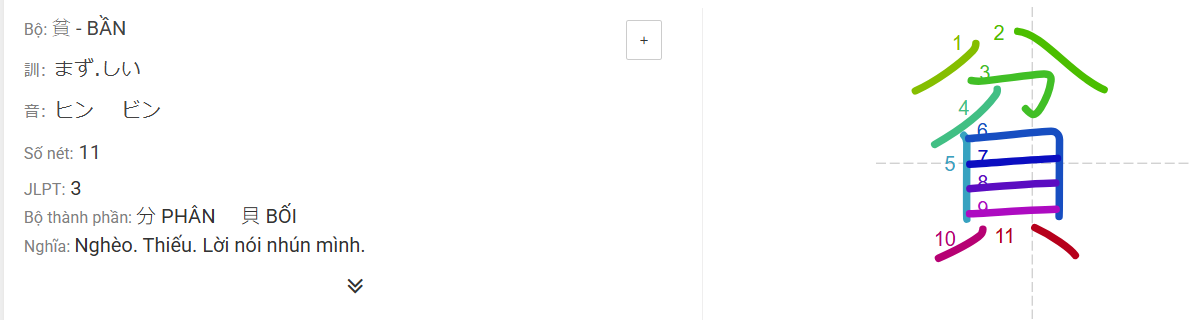 Bộ: 貧 - BẦN
+
訓: まず.しい
音: ヒン ビン
Số nét: 11
JLPT: 3
Bộ thành phần: 分 PHÂN 貝 BỐI
Nghĩa: Nghèo. Thiếu. Lời nói nhún mình.
貧
1
2
3
4
5
6
7
8
9
10
11